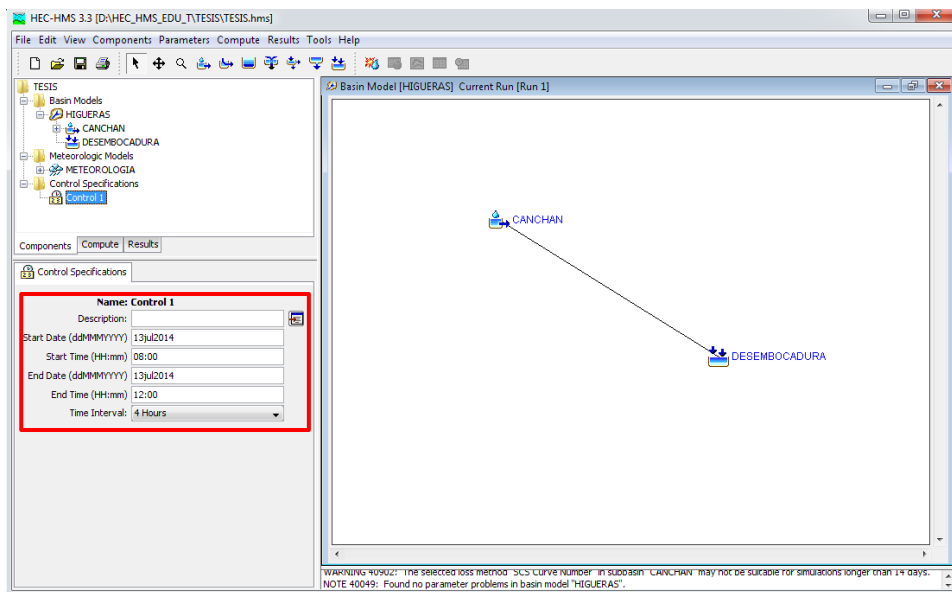 HEC-HMS 3.3 [D:\HEC_HMS_EDU_T\TESIS\TESIS.hms]
File Edit View Components Parameters Compute Results Tools Help
TESIS
Basin Models
HIGUERAS
CANCHAN
DESEMBOCADURA
Meteorologic Models
METEOROLOGIA
Control Specifications
Control 1
Components Compute Results
Control Specifications
Name: Control 1
Description:
Start Date (ddMMMYYYY) 13jul2014
Start Time (HH:mm) 08:00
End Date (ddMMMYYYY) 13jul2014
End Time (HH:mm) 12:00
Time Interval: 4 Hours
Basin Model [HIGUERAS] Current Run [Run 1]
CANCHAN
DESEMBOCADURA
WARNING 40902: The selected loss method "SCS Curve Number" in subbasin "CANCHAN" may not be suitable for simulations longer than 14 days.
NOTE 40049: Found no parameter problems in basin model "HIGUERAS".